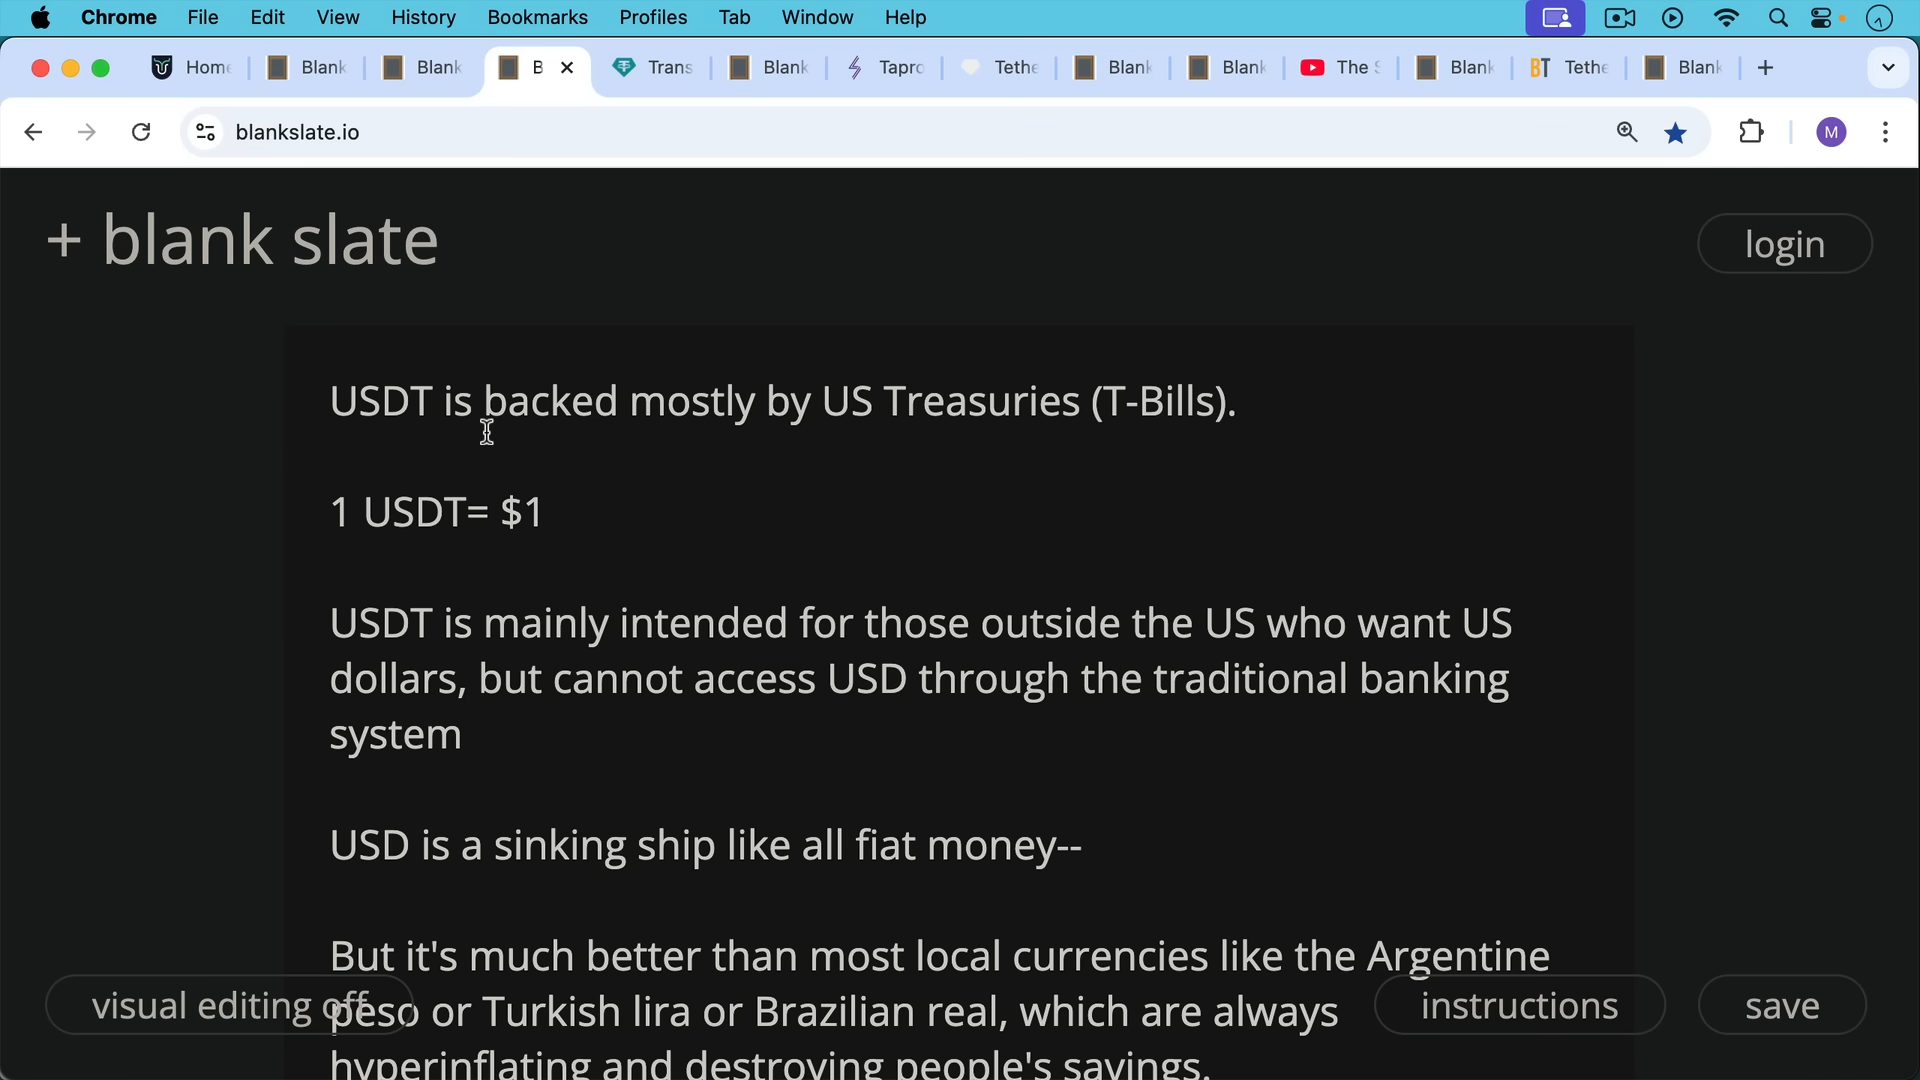 Chrome File Edit View History Bookmarks Profiles Tab Window Help
Home Blank Blank B Trans Blank Tapro Tethe Blank Blank The S Blank BT Tethe Blank
blankslate.io M
+ blank slate
login
USDT is backed mostly by US Treasuries (T-Bills).
1 USDT= $1
USDT is mainly intended for those outside the US who want US
dollars, but cannot access USD through the traditional banking
system
USD is a sinking ship like all fiat money--
But it's much better than most local currencies like the Argentine
peso or Turkish lira or Brazilian real, which are always
hyperinflating and destroying people's savings.
visual editing off
instructions
save